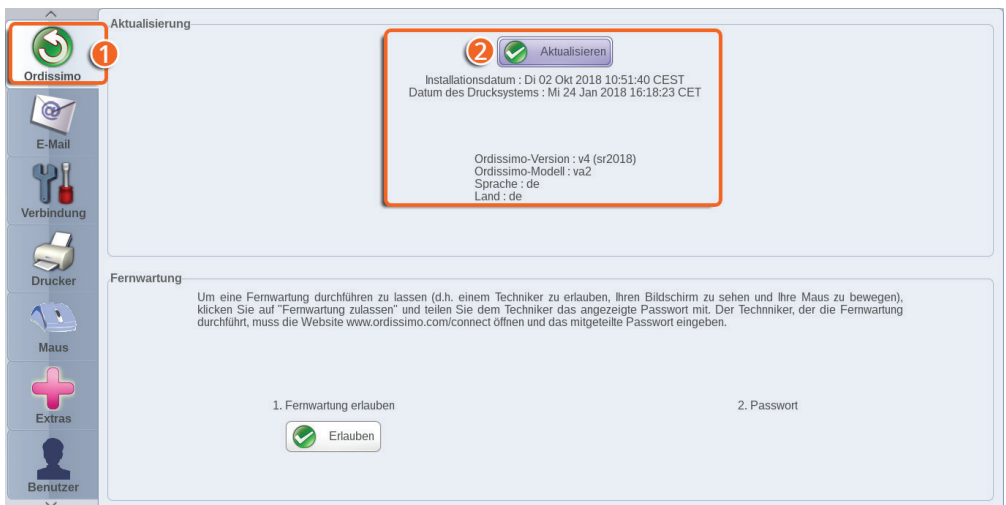 Aktualisierung
1
Ordissimo
2 Aktualisieren
Installationsdatum : Di 02 Okt 2018 10:51:40 CEST
Datum des Drucksystems : Mi 24 Jan 2018 16:18:23 CET
E-Mail
Ordissimo-Version : v4 (sr2018)
Ordissimo-Modell : va2
Sprache : de
Land : de
Verbindung
Drucker
Fernwartung
Um eine Fernwartung durchführen zu lassen (d.h. einem Techniker zu erlauben, Ihren Bildschirm zu sehen und Ihre Maus zu bewegen),
klicken Sie auf "Fernwartung zulassen" und teilen Sie dem Techniker das angezeigte Passwort mit. Der Technniker, der die Fernwartung
durchführt, muss die Website www.ordissimo.com/connect öffnen und das mitgeteilte Passwort eingeben.
Maus
Extras
1. Fernwartung erlauben
2. Passwort
Erlauben
Benutzer